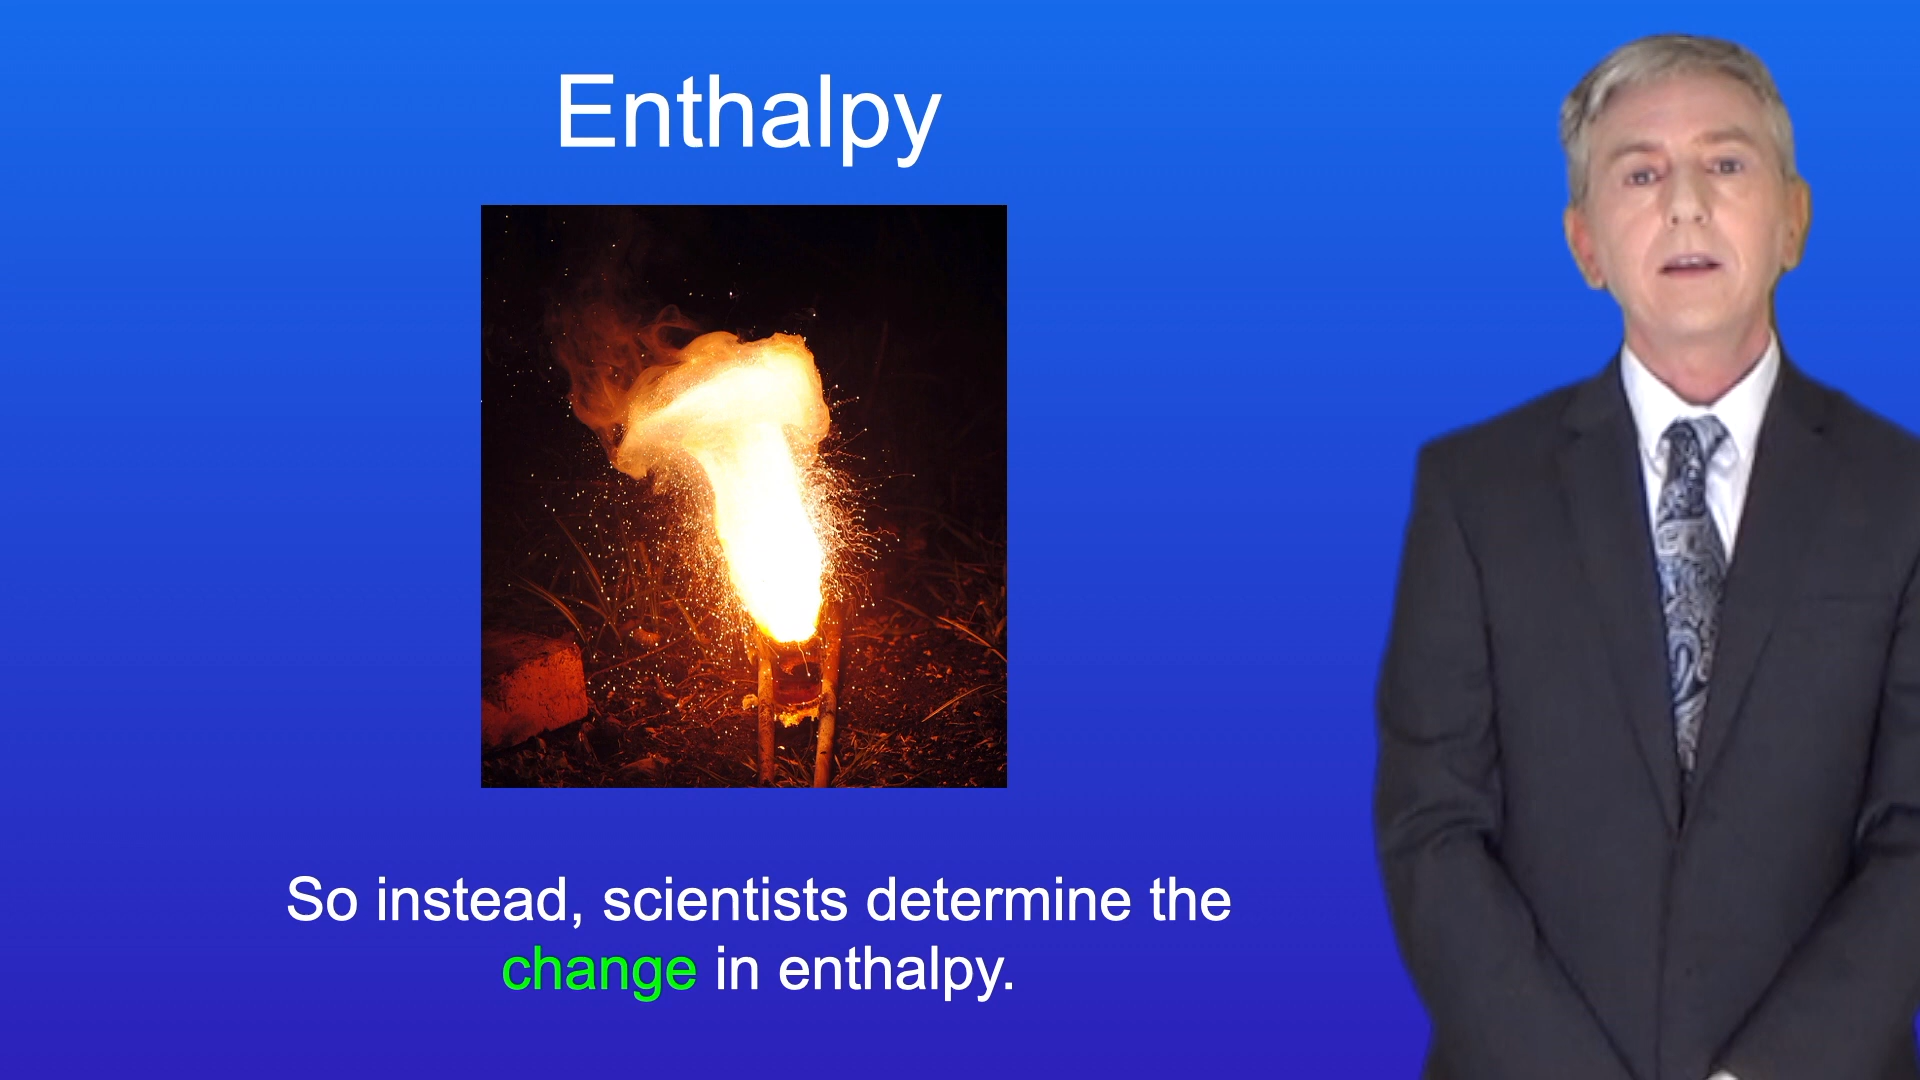 Enthalpy
So instead, scientists determine the
change in enthalpy.